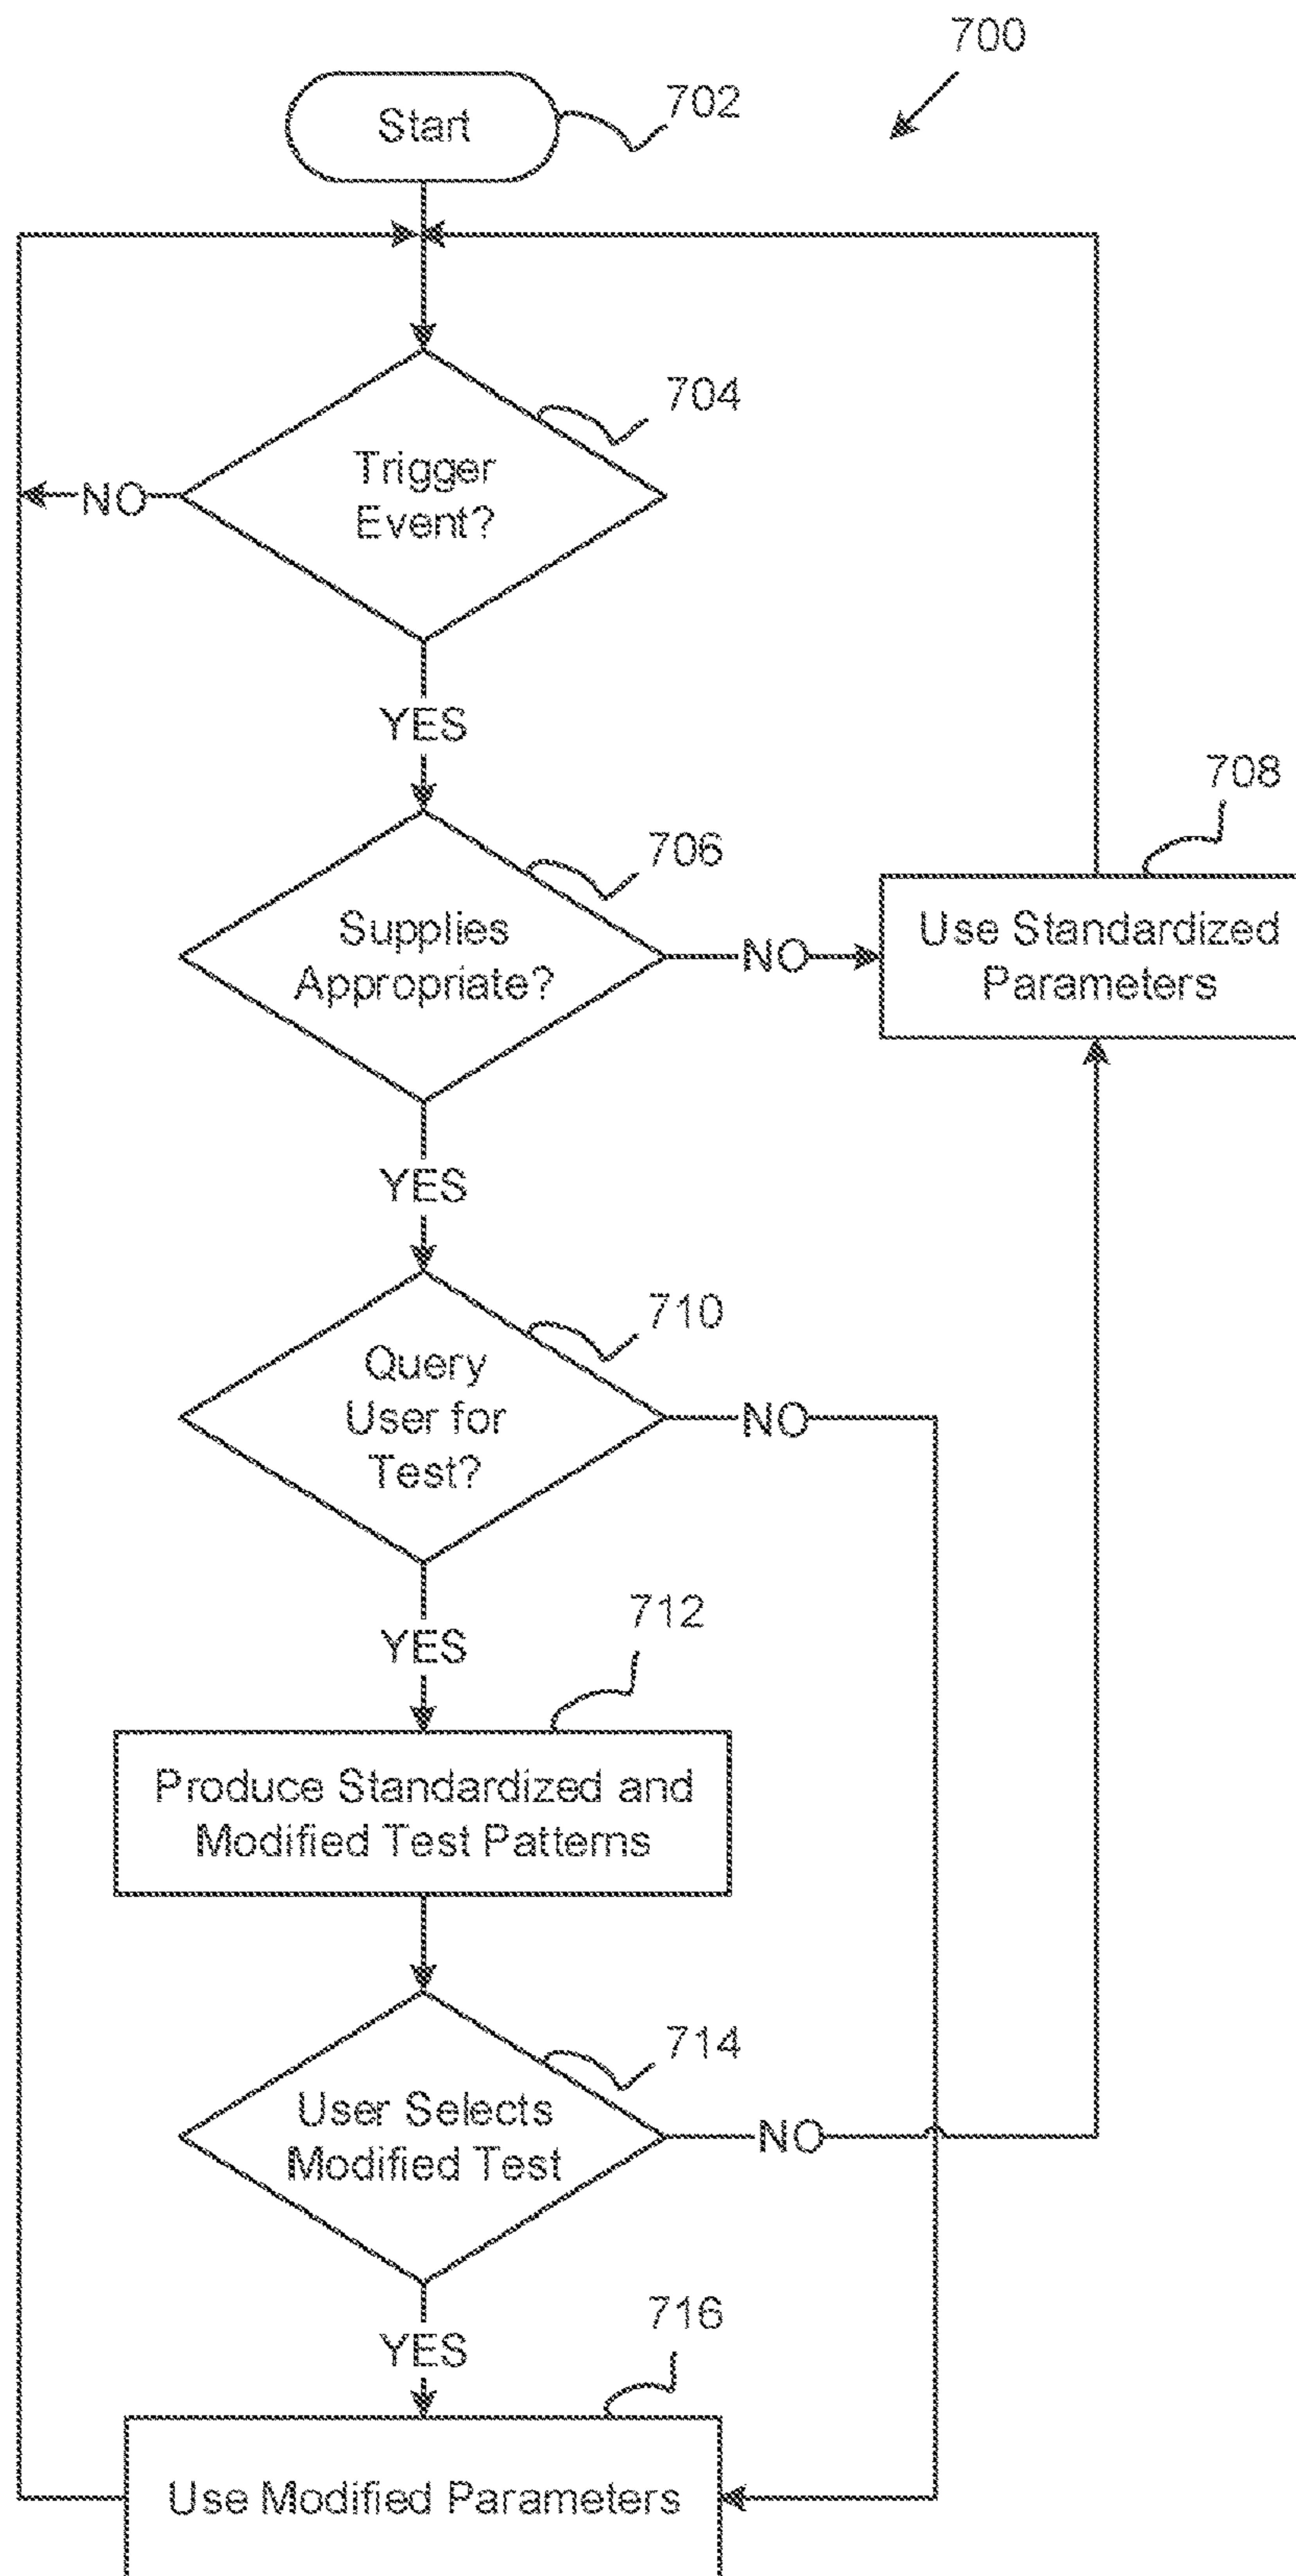 700
Start
702
704
Trigger
Event?
NO
YES
708
706
Supplies
Appropriate?
NO
Use Standardized
Parameters
YES
710
Query
User for
Test?
NO
YES
712
Produce Standardized and
Modified Test Patterns
714
User Selects
Modified Test
NO
YES
716
Use Modified Parameters